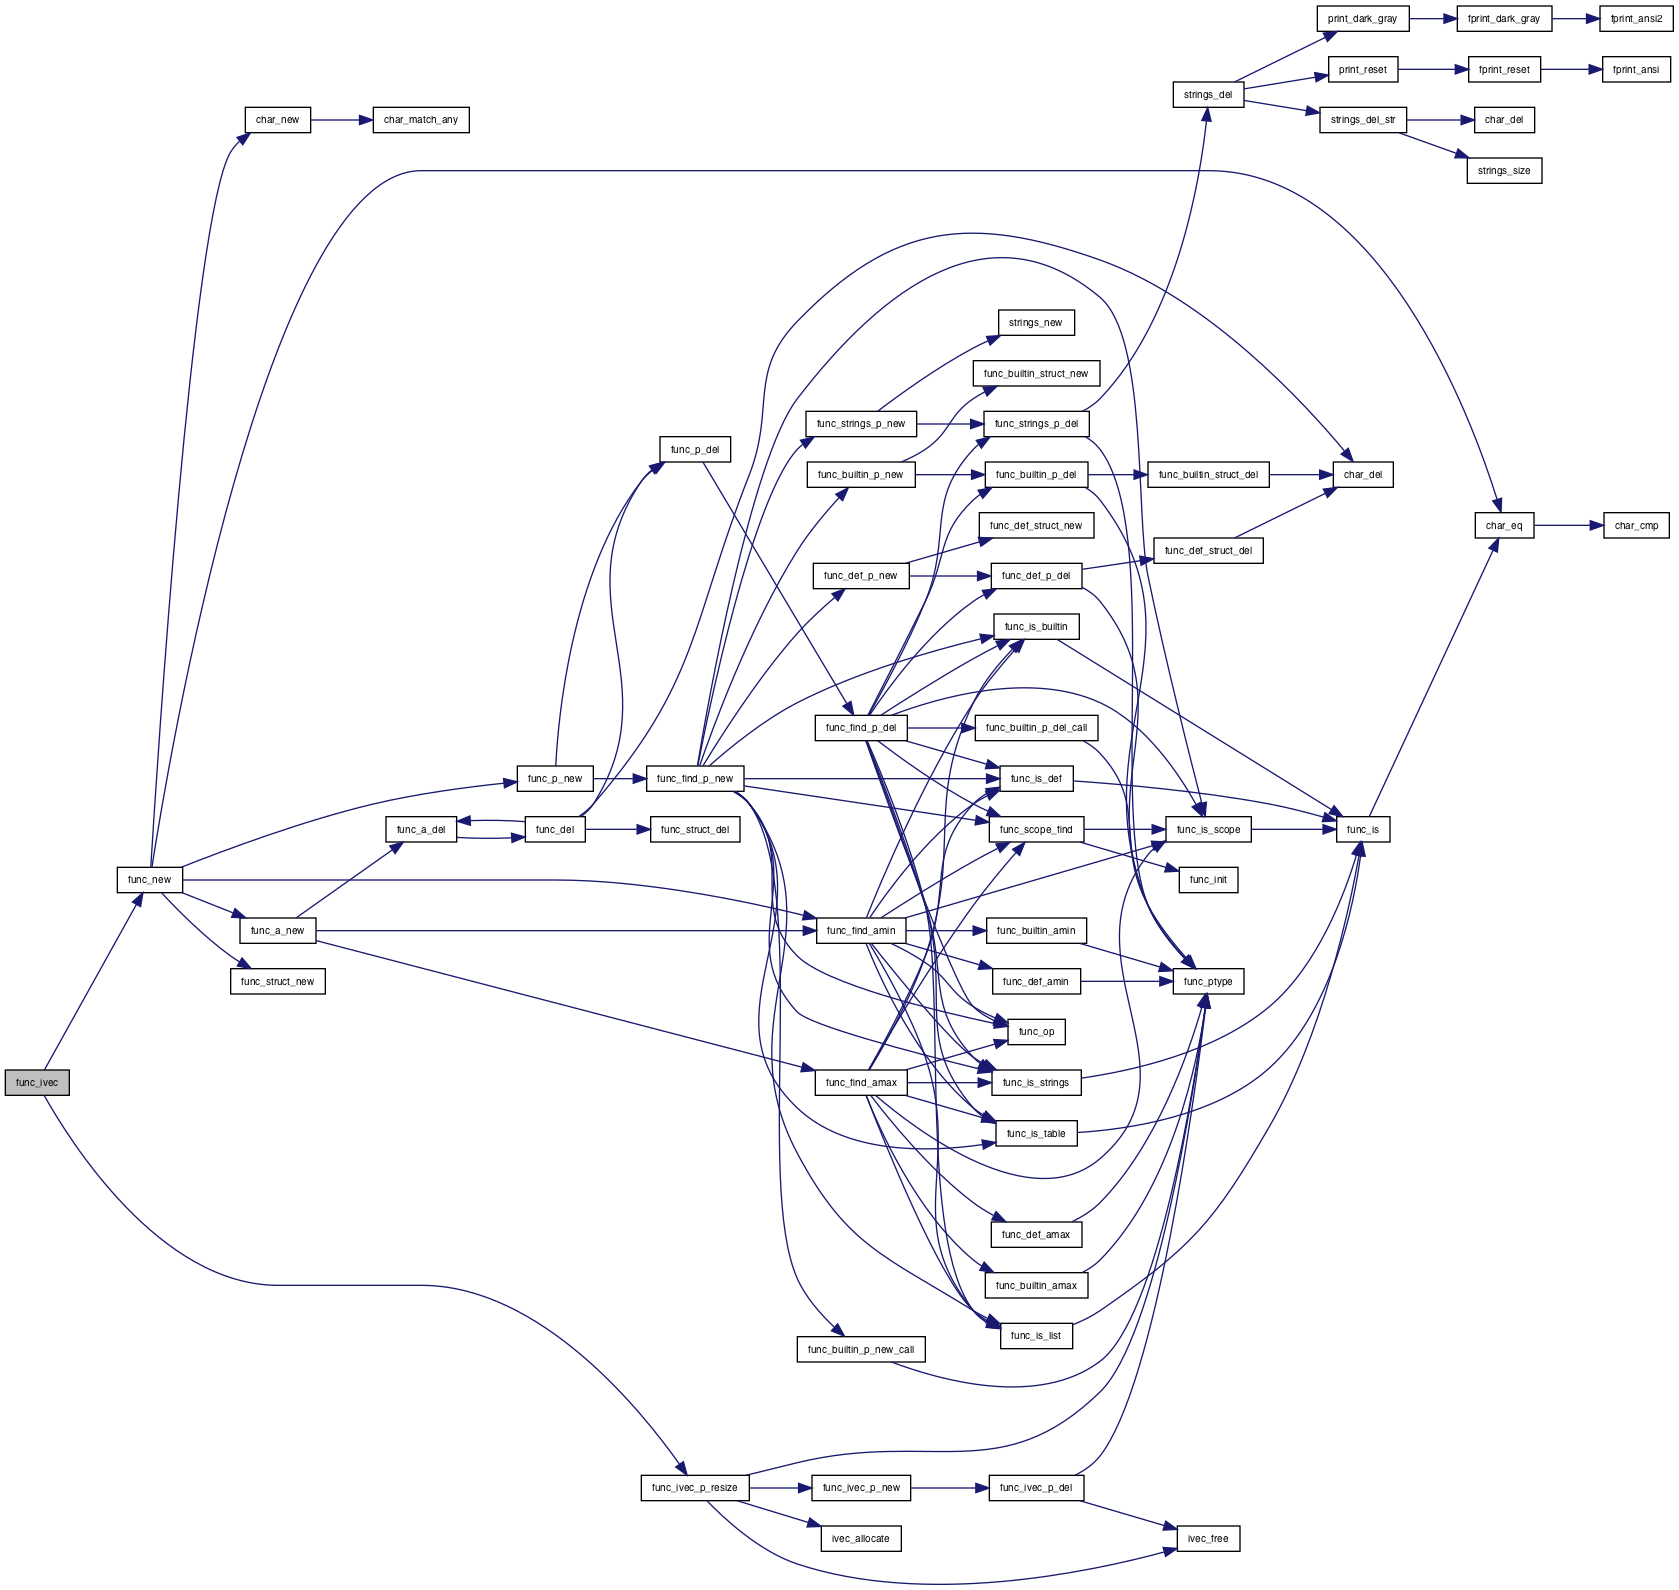 print_dark_gray
fprint_dark_gray
fprint_ansi2
print_reset
fprint_reset
fprint_ansi
strings_del
char_new
char_match_any
strings_del_str
char_del
strings_size
strings_new
func_builtin_struct_new
func_strings_p_new
func_strings_p_del
func_p_del
func_builtin_p_new
func_builtin_p_del
func_builtin_struct_del
char_del
func_def_struct_new
char_eq
char_cmp
func_def_struct_del
func_def_p_new
func_def_p_del
func_is_builtin
func_find_p_del
func_builtin_p_del_call
func_p_new
func_find_p_new
func_is_def
func_a_del
func_del
func_struct_del
func_scope_find
func_is_scope
func_is
func_new
func_init
func_a_new
func_find_amin
func_builtin_amin
func_struct_new
func_def_amin
func_ptype
func_op
func_ivec
func_find_amax
func_is_strings
func_is_table
func_def_amax
func_builtin_amax
func_is_list
func_builtin_p_new_call
func_ivec_p_resize
func_ivec_p_new
func_ivec_p_del
ivec_allocate
ivec_free